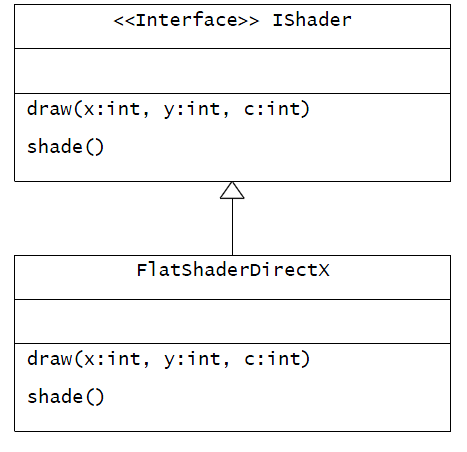 <<Interface>> IShader
draw(x:int, y:int, c:int)
shade()
FlatShaderDirectX
draw(x:int, y:int, c:int)
shade()